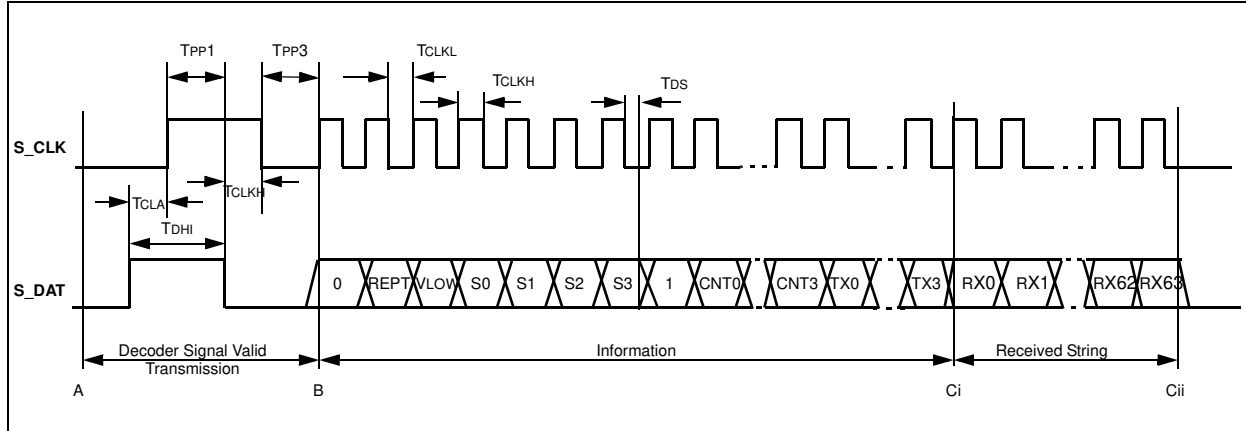 TPP1 TPP3 TCLKL
TCLKH TDS
S_CLK
TCLKH
TCLA
TDHI
S_DAT 0 REPT VLOW S0 S1 S2 S3 1 CNT0 CNT3 TX0 TX3 RX0 RX1 RX62 RX63
Decoder Signal Valid
Transmission
Information
Received String
A B Ci Cii